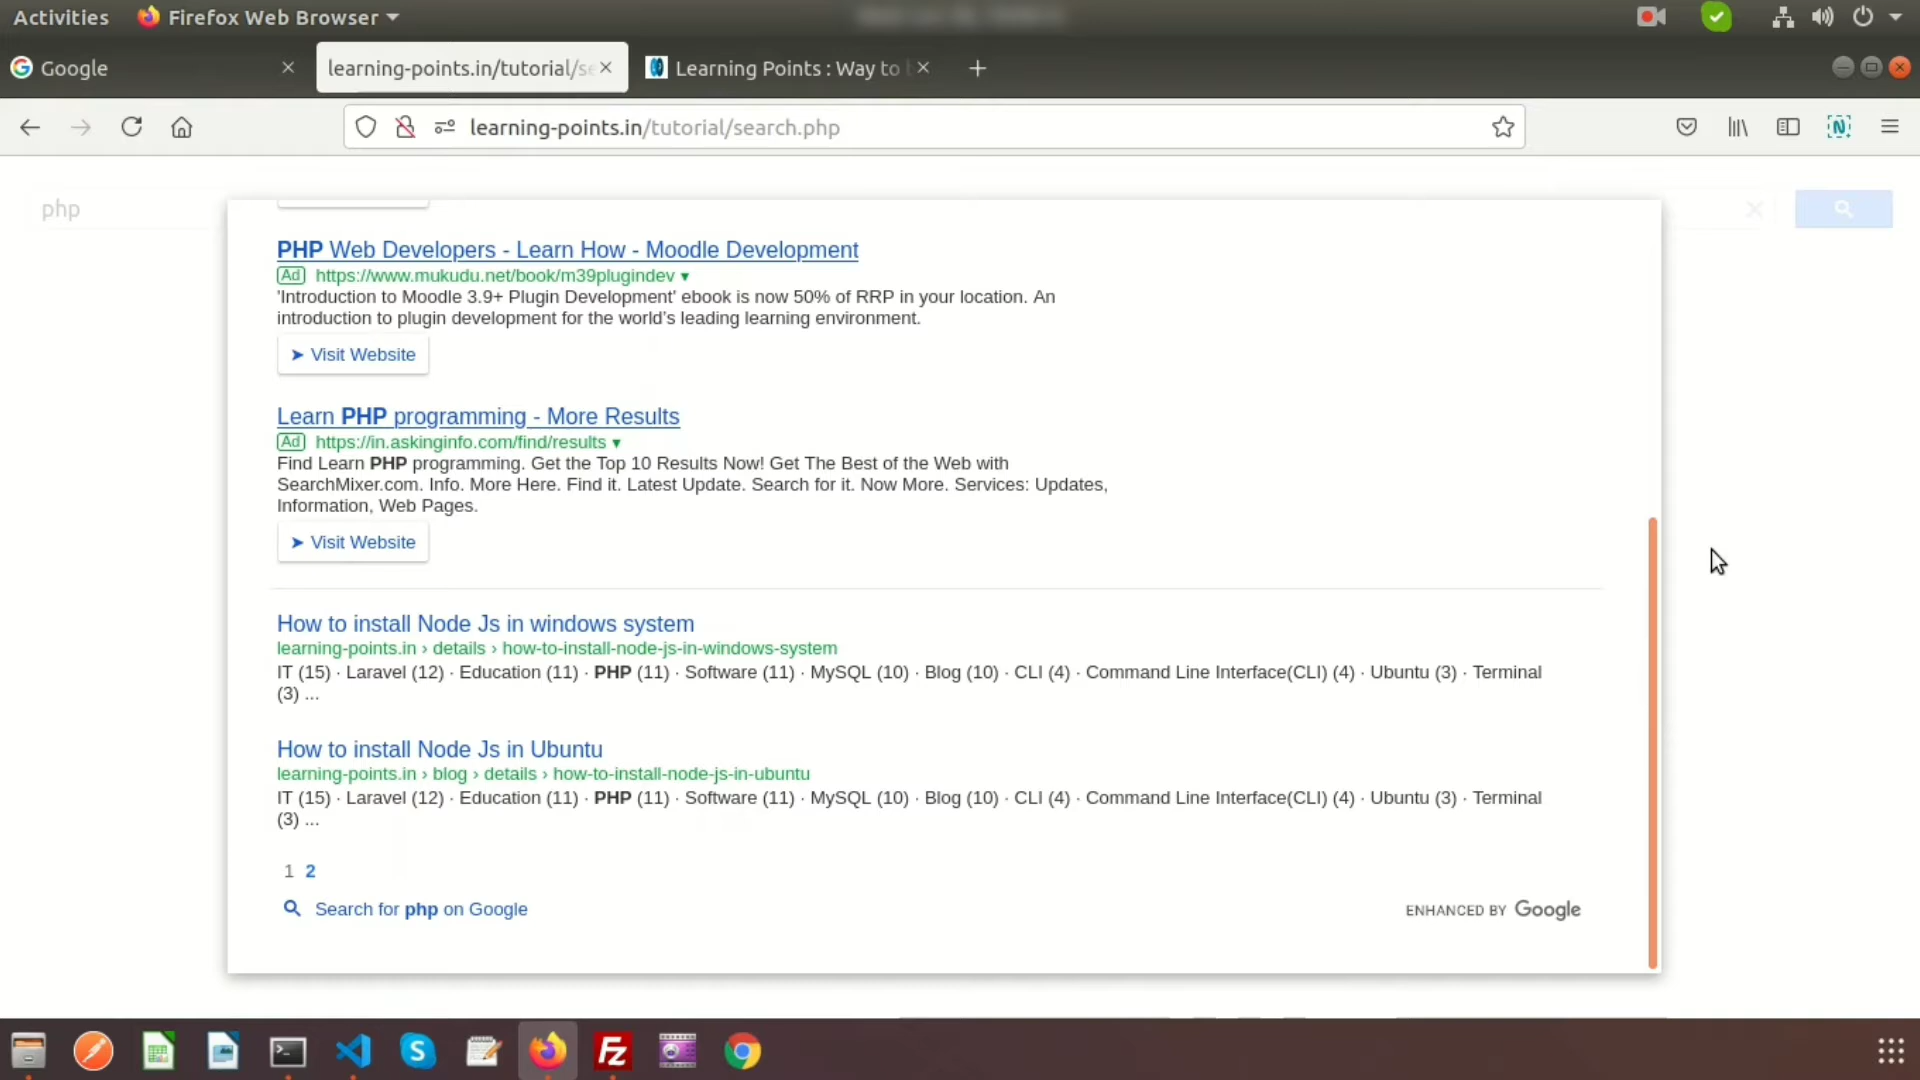 Activities
Firefox Web Browser
Google
learning-points.in/tutorial/se
Learning Points : Way to
learning-points.in/tutorial/search.php
php
PHP Web Developers - Learn How - Moodle Development
Ad https://www.mukudu.net/book/m39plugindev ▾
'Introduction to Moodle 3.9+ Plugin Development' ebook is now 50% of RRP in your location. An
introduction to plugin development for the world's leading learning environment.
➤ Visit Website
Learn PHP programming - More Results
Ad https://in.askinginfo.com/find/results ▾
Find Learn PHP programming. Get the Top 10 Results Now! Get The Best of the Web with
SearchMixer.com. Info. More Here. Find it. Latest Update. Search for it. Now More. Services: Updates,
Information, Web Pages.
➤ Visit Website
How to install Node Js in windows system
learning-points.in › details › how-to-install-node-js-in-windows-system
IT (15) · Laravel (12) · Education (11) · PHP (11) · Software (11) · MySQL (10) · Blog (10) · CLI (4) · Command Line Interface(CLI) (4) · Ubuntu (3) · Terminal
(3) ...
How to install Node Js in Ubuntu
learning-points.in › blog › details › how-to-install-node-js-in-ubuntu
IT (15) · Laravel (12) · Education (11) · PHP (11) · Software (11) · MySQL (10) · Blog (10) · CLI (4) · Command Line Interface(CLI) (4) · Ubuntu (3) · Terminal
(3) ...
1 2
Search for php on Google
ENHANCED BY Google